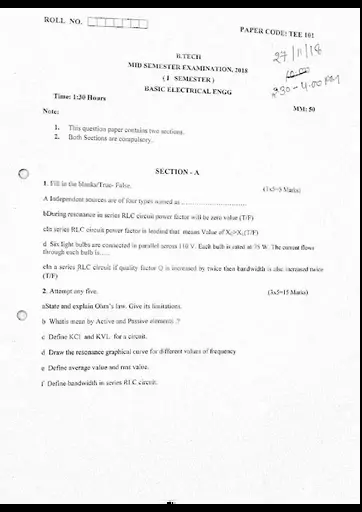 ROLL NO.
PAPER CODE: TEE 101
B.TECH
MID SEMESTER EXAMINATION, 2018
( I SEMESTER )
BASIC ELECTRICAL ENGG
27/11/18
10.00
230-4.00 PM
Time: 1:30 Hours
MM: 50
Note:
1. This question paper contains two sections.
2. Both Sections are compulsory.
SECTION - A
1. Fill in the blanks/True- False. (1x5=5 Marks)
A Independent sources are of four types named as ........................
bDuring resonance in series RLC circuit power factor will be zero value (T/F)
cIn series RLC circuit power factor is leading that means Value of
d Six light bulbs are connected in parallel across 110 V. Each bulb is rated at 75 W. The current flows
through each bulb is......
eIn a series RLC circuit if quality factor Q is increased by twice then bandwidth is also increased twice
(T/F)
2. Attempt any five. (3x5=15 Marks)
aState and explain Ohm's law. Give its limitations.
b Whatis mean by Active and Passive elements.?
c Define KCL and KVL for a circuit.
d Draw the resonance graphical curve for different values of frequency
e Define average value and rms value.
f Define bandwidth in series RLC circuit.